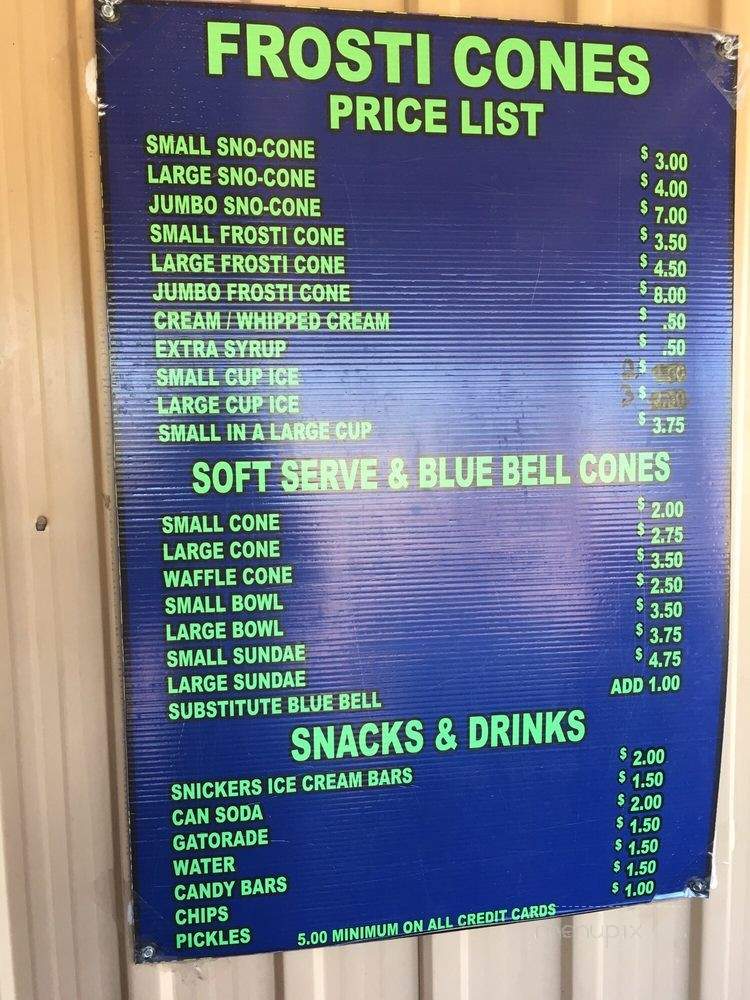 FROSTI CONES
PRICE LIST
SMALL SNO-CONE $ 3.00
LARGE SNO-CONE $ 4.00
JUMBO SNO-CONE $ 7.00
SMALL FROSTI CONE $ 3.50
LARGE FROSTI CONE $ 4.50
JUMBO FROSTI CONE $ 8.00
CREAM / WHIPPED CREAM $ .50
EXTRA SYRUP $ .50
SMALL CUP ICE $
LARGE CUP ICE $
SMALL IN A LARGE CUP $ 3.75
SOFT SERVE & BLUE BELL CONES
SMALL CONE $ 2.00
LARGE CONE $ 2.75
WAFFLE CONE $ 3.50
SMALL BOWL $ 2.50
LARGE BOWL $ 3.50
SMALL SUNDAE $ 3.75
LARGE SUNDAE $ 4.75
SUBSTITUTE BLUE BELL ADD 1.00
SNACKS & DRINKS
SNICKERS ICE CREAM BARS $ 2.00
CAN SODA $ 1.50
GATORADE $ 2.00
WATER $ 1.50
CANDY BARS $ 1.50
CHIPS $ 1.50
PICKLES $ 1.00
5.00 MINIMUM ON ALL CREDIT CARDS
menupix